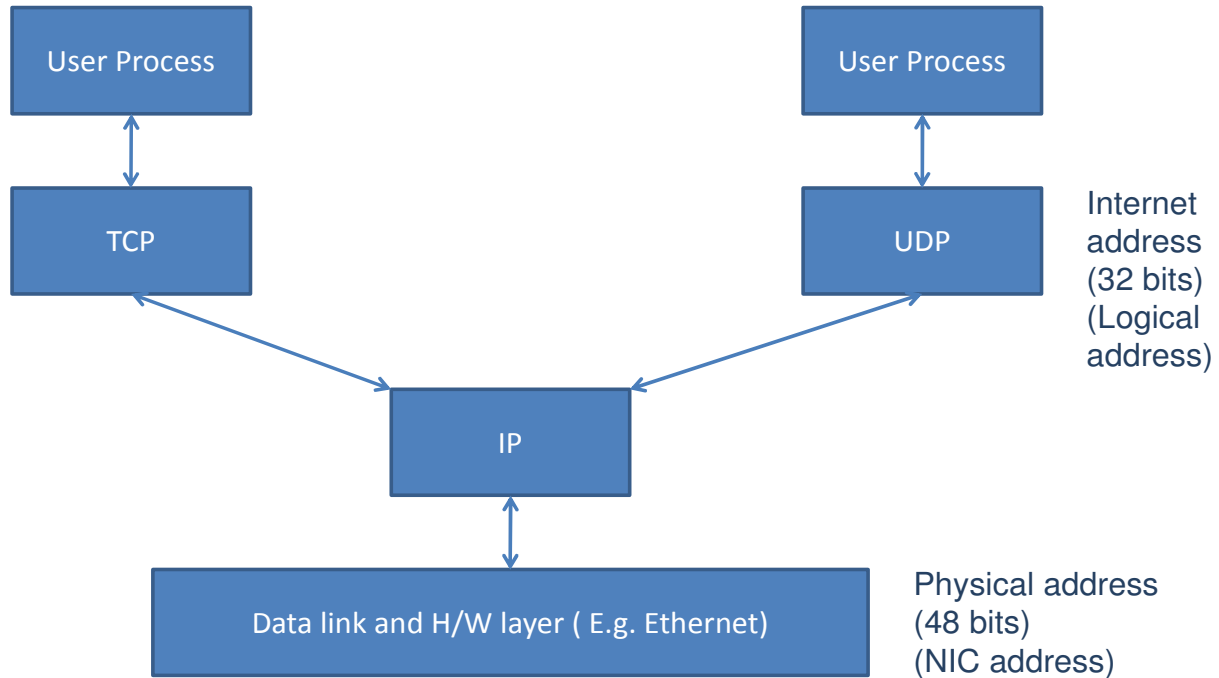 User Process
User Process
TCP
UDP
Internet
address
(32 bits)
(Logical
address)
IP
Data link and H/W layer ( E.g. Ethernet)
Physical address
(48 bits)
(NIC address)